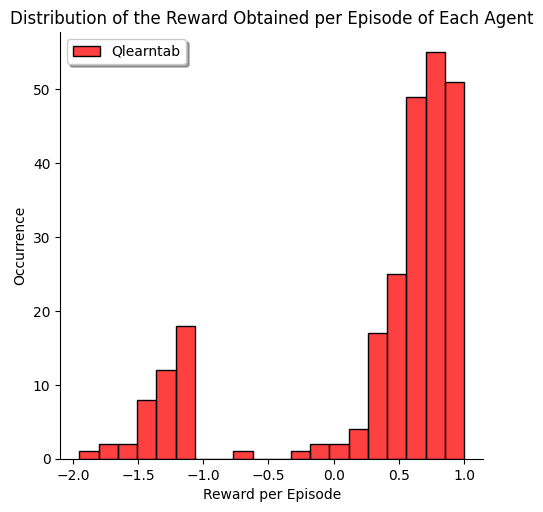 Distribution of the Reward Obtained per Episode of Each Agent
Qlearntab
50
40
30
20
10
0
Occurrence
−2.0 −1.5 −1.0 −0.5 0.0 0.5 1.0
Reward per Episode